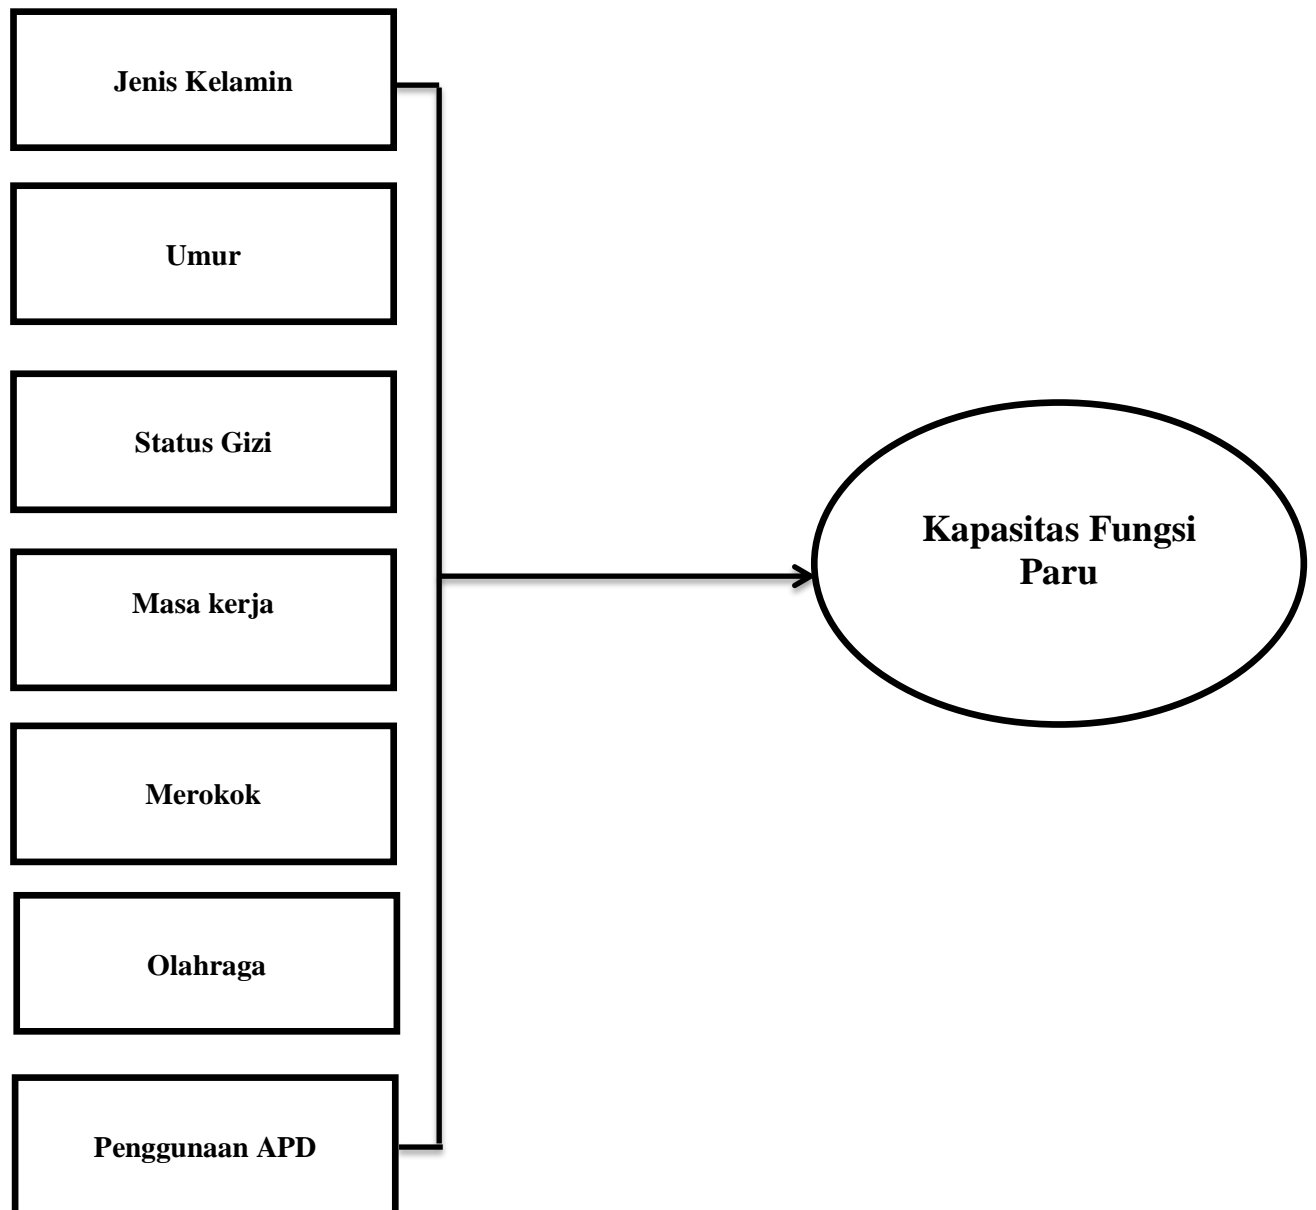 Jenis Kelamin
Umur
Status Gizi
Masa kerja
Merokok
Olahraga
Penggunaan APD
Kapasitas Fungsi
Paru